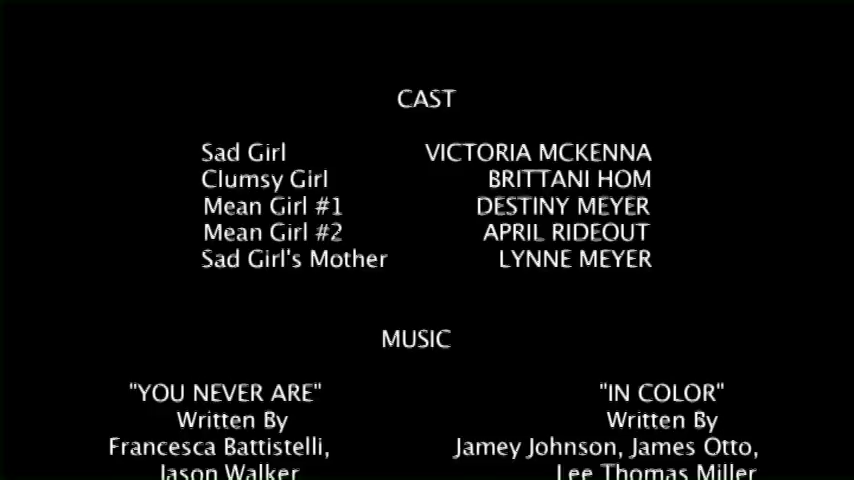 CAST
Sad Girl VICTORIA MCKENNA
Clumsy Girl BRITTANI HOM
Mean Girl #1 DESTINY MEYER
Mean Girl #2 APRIL RIDEOUT
Sad Girl's Mother LYNNE MEYER
MUSIC
"YOU NEVER ARE" "IN COLOR"
Written By Written By
Francesca Battistelli, Jamey Johnson, James Otto,
Jason Walker Lee Thomas Miller